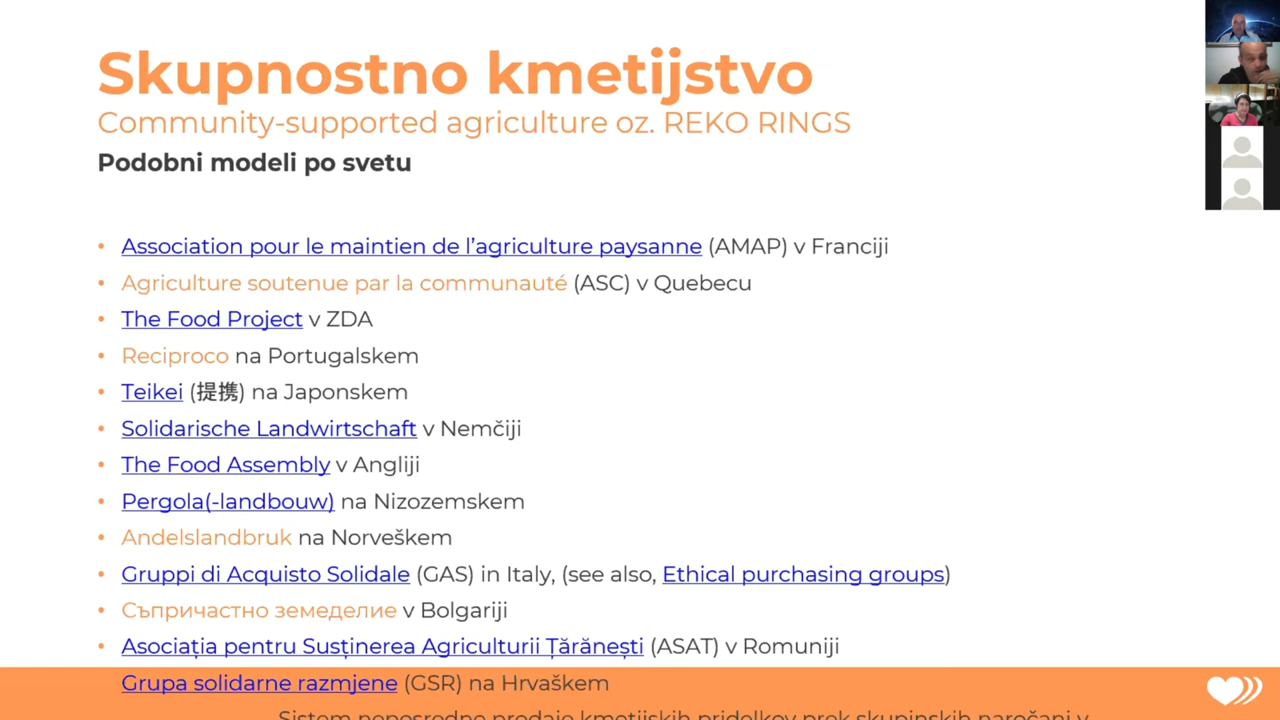 Skupnostno kmetijstvo
Community-supported agriculture oz. REKO RINGS
Podobni modeli po svetu
• Association pour le maintien de l’agriculture paysanne (AMAP) v Franciji
• Agriculture soutenue par la communauté (ASC) v Quebecu
• The Food Project v ZDA
• Reciproco na Portugalskem
• Teikei (提携) na Japonskem
• Solidarische Landwirtschaft v Nemčiji
• The Food Assembly v Angliji
• Pergola(-landbouw) na Nizozemskem
• Andelslandbruk na Norveškem
• Gruppi di Acquisto Solidale (GAS) in Italy, (see also, Ethical purchasing groups)
• Съпричастно земеделие v Bolgariji
• Asociația pentru Susținerea Agriculturii Țărănești (ASAT) v Romuniji
Grupa solidarne razmjene (GSR) na Hrvaškem
Sistem neposredne prodaje kmetijskih pridelkov prek skupinskih naročanj v